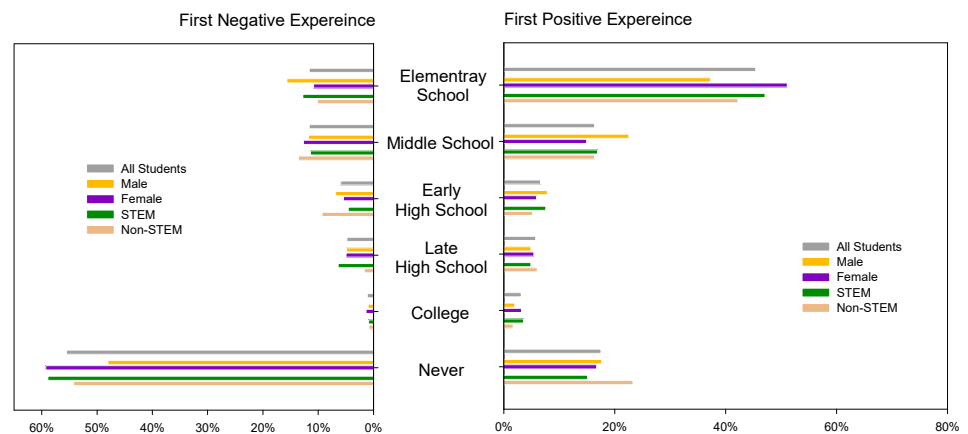 First Negative Expereince
First Positive Expereince
Elementray
School
Middle School
Early
High School
Late
High School
College
Never
All Students
Male
Female
STEM
Non-STEM
All Students
Male
Female
STEM
Non-STEM
60% 50% 40% 30% 20% 10% 0%
0% 20% 40% 60% 80%